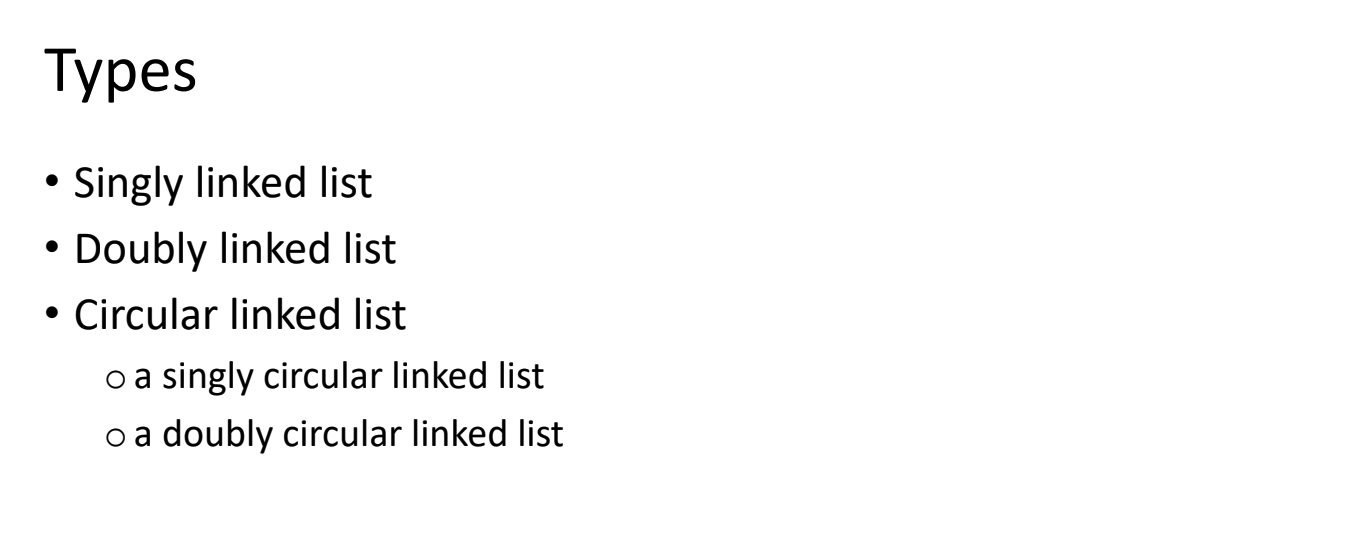 Types
• Singly linked list
• Doubly linked list
• Circular linked list
o a singly circular linked list
o a doubly circular linked list